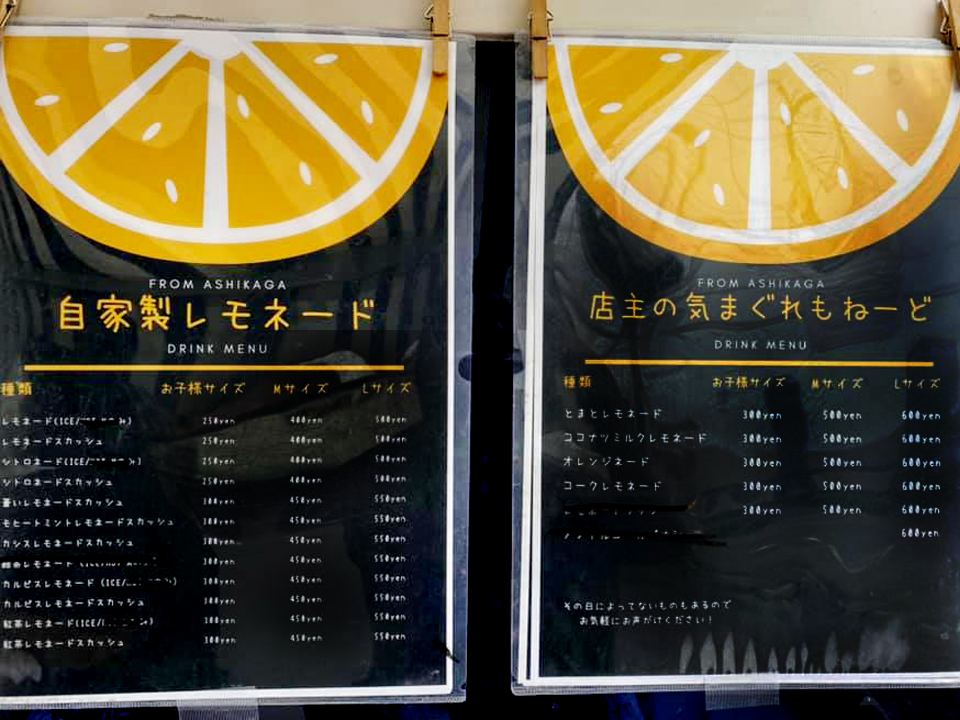 FROM ASHIKAGA
自家製レモネード
DRINK MENU
種類 お子様サイズ Mサイズ Lサイズ
レモネード(ICE/ 250yen 400yen 500yen
レモネードスカッシュ 250yen 400yen 500yen
シトロネード(ICE/ 250yen 400yen 500yen
シトロネードスカッシュ 250yen 400yen 500yen
蒼いレモネードスカッシュ 300yen 450yen 550yen
モヒートミントレモネードスカッシュ 300yen 450yen 550yen
カシスレモネードスカッシュ 300yen 450yen 550yen
レモネード 300yen 450yen 550yen
カルピスレモネード (ICE/ 300yen 450yen 550yen
カルピスレモネードスカッシュ 300yen 450yen 550yen
紅茶レモネード(ICE/ 300yen 450yen 550yen
紅茶レモネードスカッシュ 300yen 450yen 550yen
FROM ASHIKAGA
店主の気まぐれもねーど
DRINK MENU
種類 お子様サイズ Mサイズ Lサイズ
とまとレモネード 300yen 500yen 600yen
ココナツミルクレモネード 300yen 500yen 600yen
オレンジネード 300yen 500yen 600yen
コークレモネード 300yen 500yen 600yen
300yen 500yen 600yen
600yen
その日によってないものもあるので
お気軽にお声がけください!